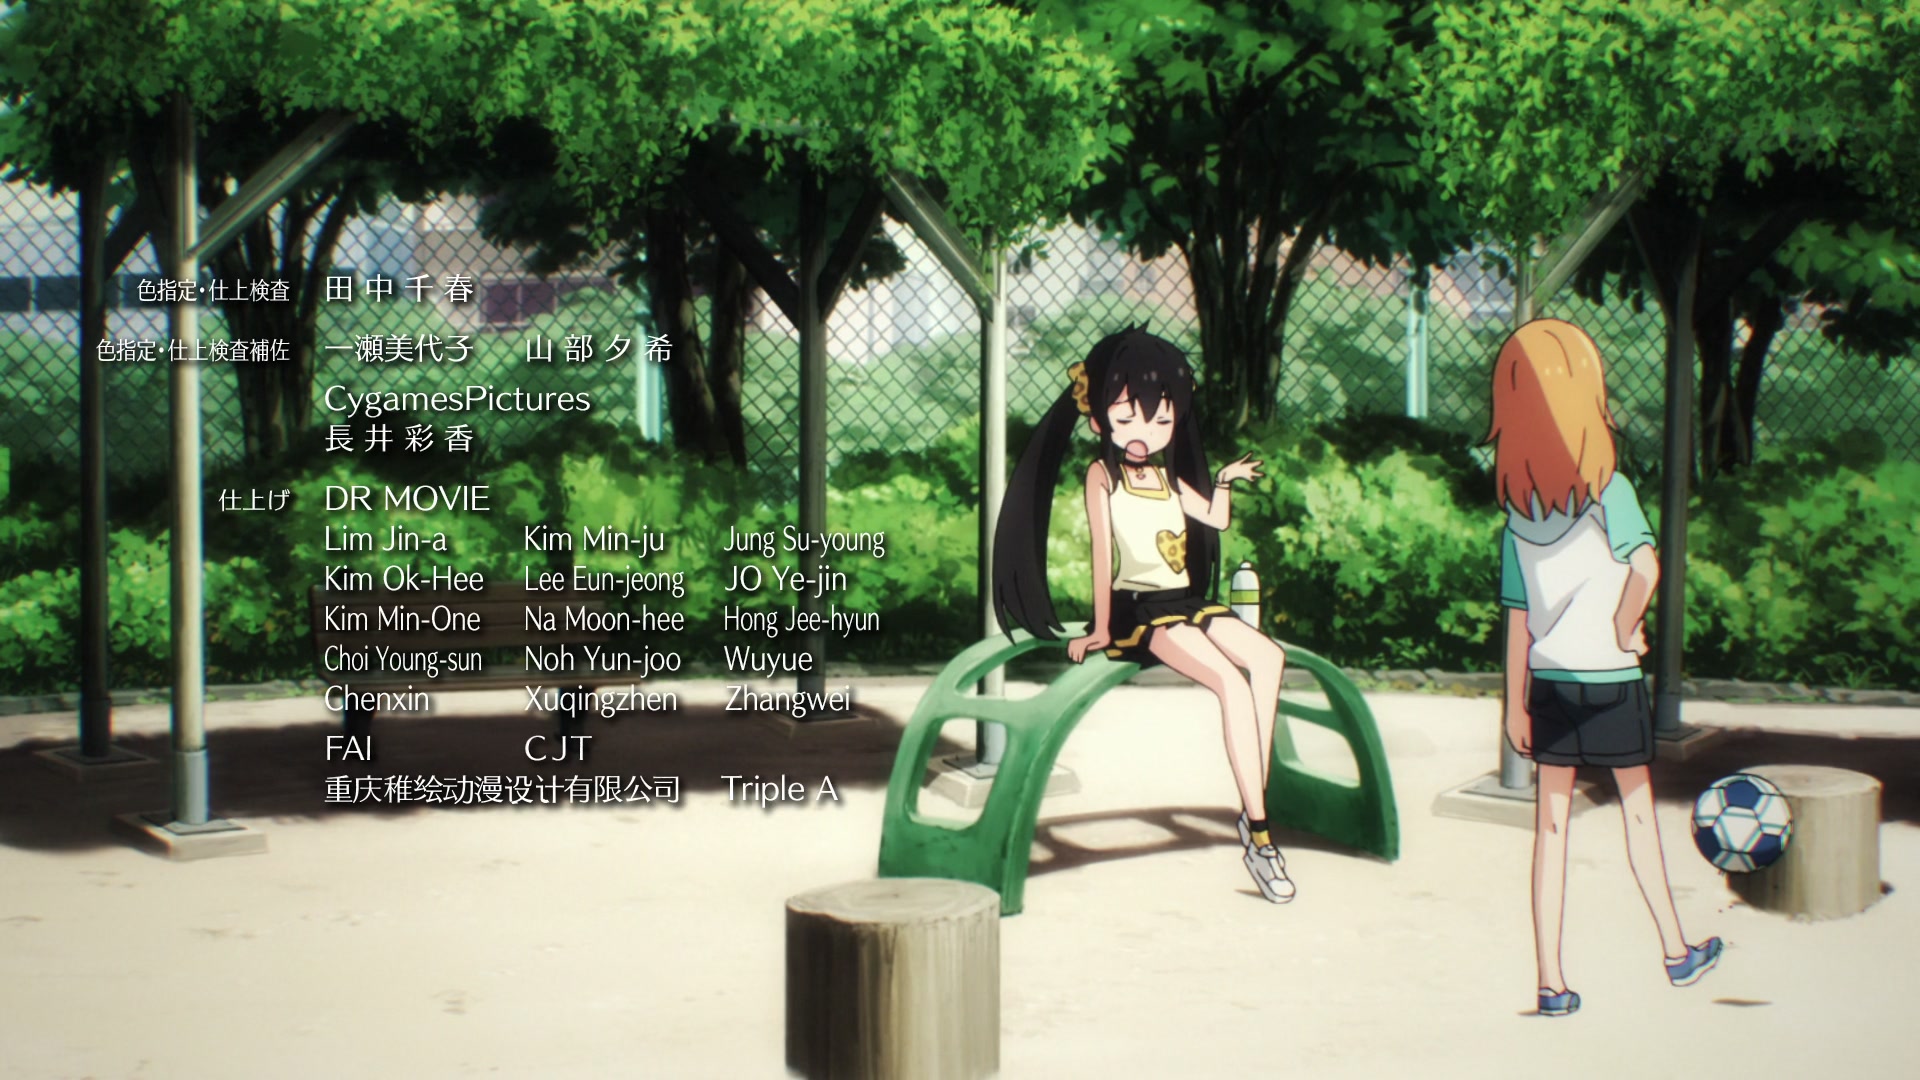 色指定・仕上検査 田中千春
色指定・仕上検査補佐 一瀬美代子 山部夕希
CygamesPictures
長井彩香
仕上げ DR MOVIE
Lim Jin-a Kim Min-ju Jung Su-young
Kim Ok-Hee Lee Eun-jeong JO Ye-jin
Kim Min-One Na Moon-hee Hong Jee-hyun
Choi Young-sun Noh Yun-joo Wuyue
Chenxin Xuqingzhen Zhangwei
FAI CJT
重庆稚绘动漫设计有限公司 Triple A